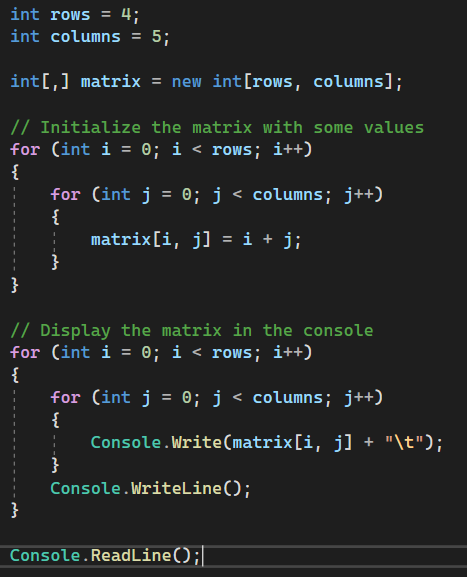 int rows = 4;
int columns = 5;

int[,] matrix = new int[rows, columns];

// Initialize the matrix with some values
for (int i = 0; i < rows; i++)
{
    for (int j = 0; j < columns; j++)
    {
        matrix[i, j] = i + j;
    }
}

// Display the matrix in the console
for (int i = 0; i < rows; i++)
{
    for (int j = 0; j < columns; j++)
    {
        Console.Write(matrix[i, j] + "\t");
    }
    Console.WriteLine();
}

Console.ReadLine();